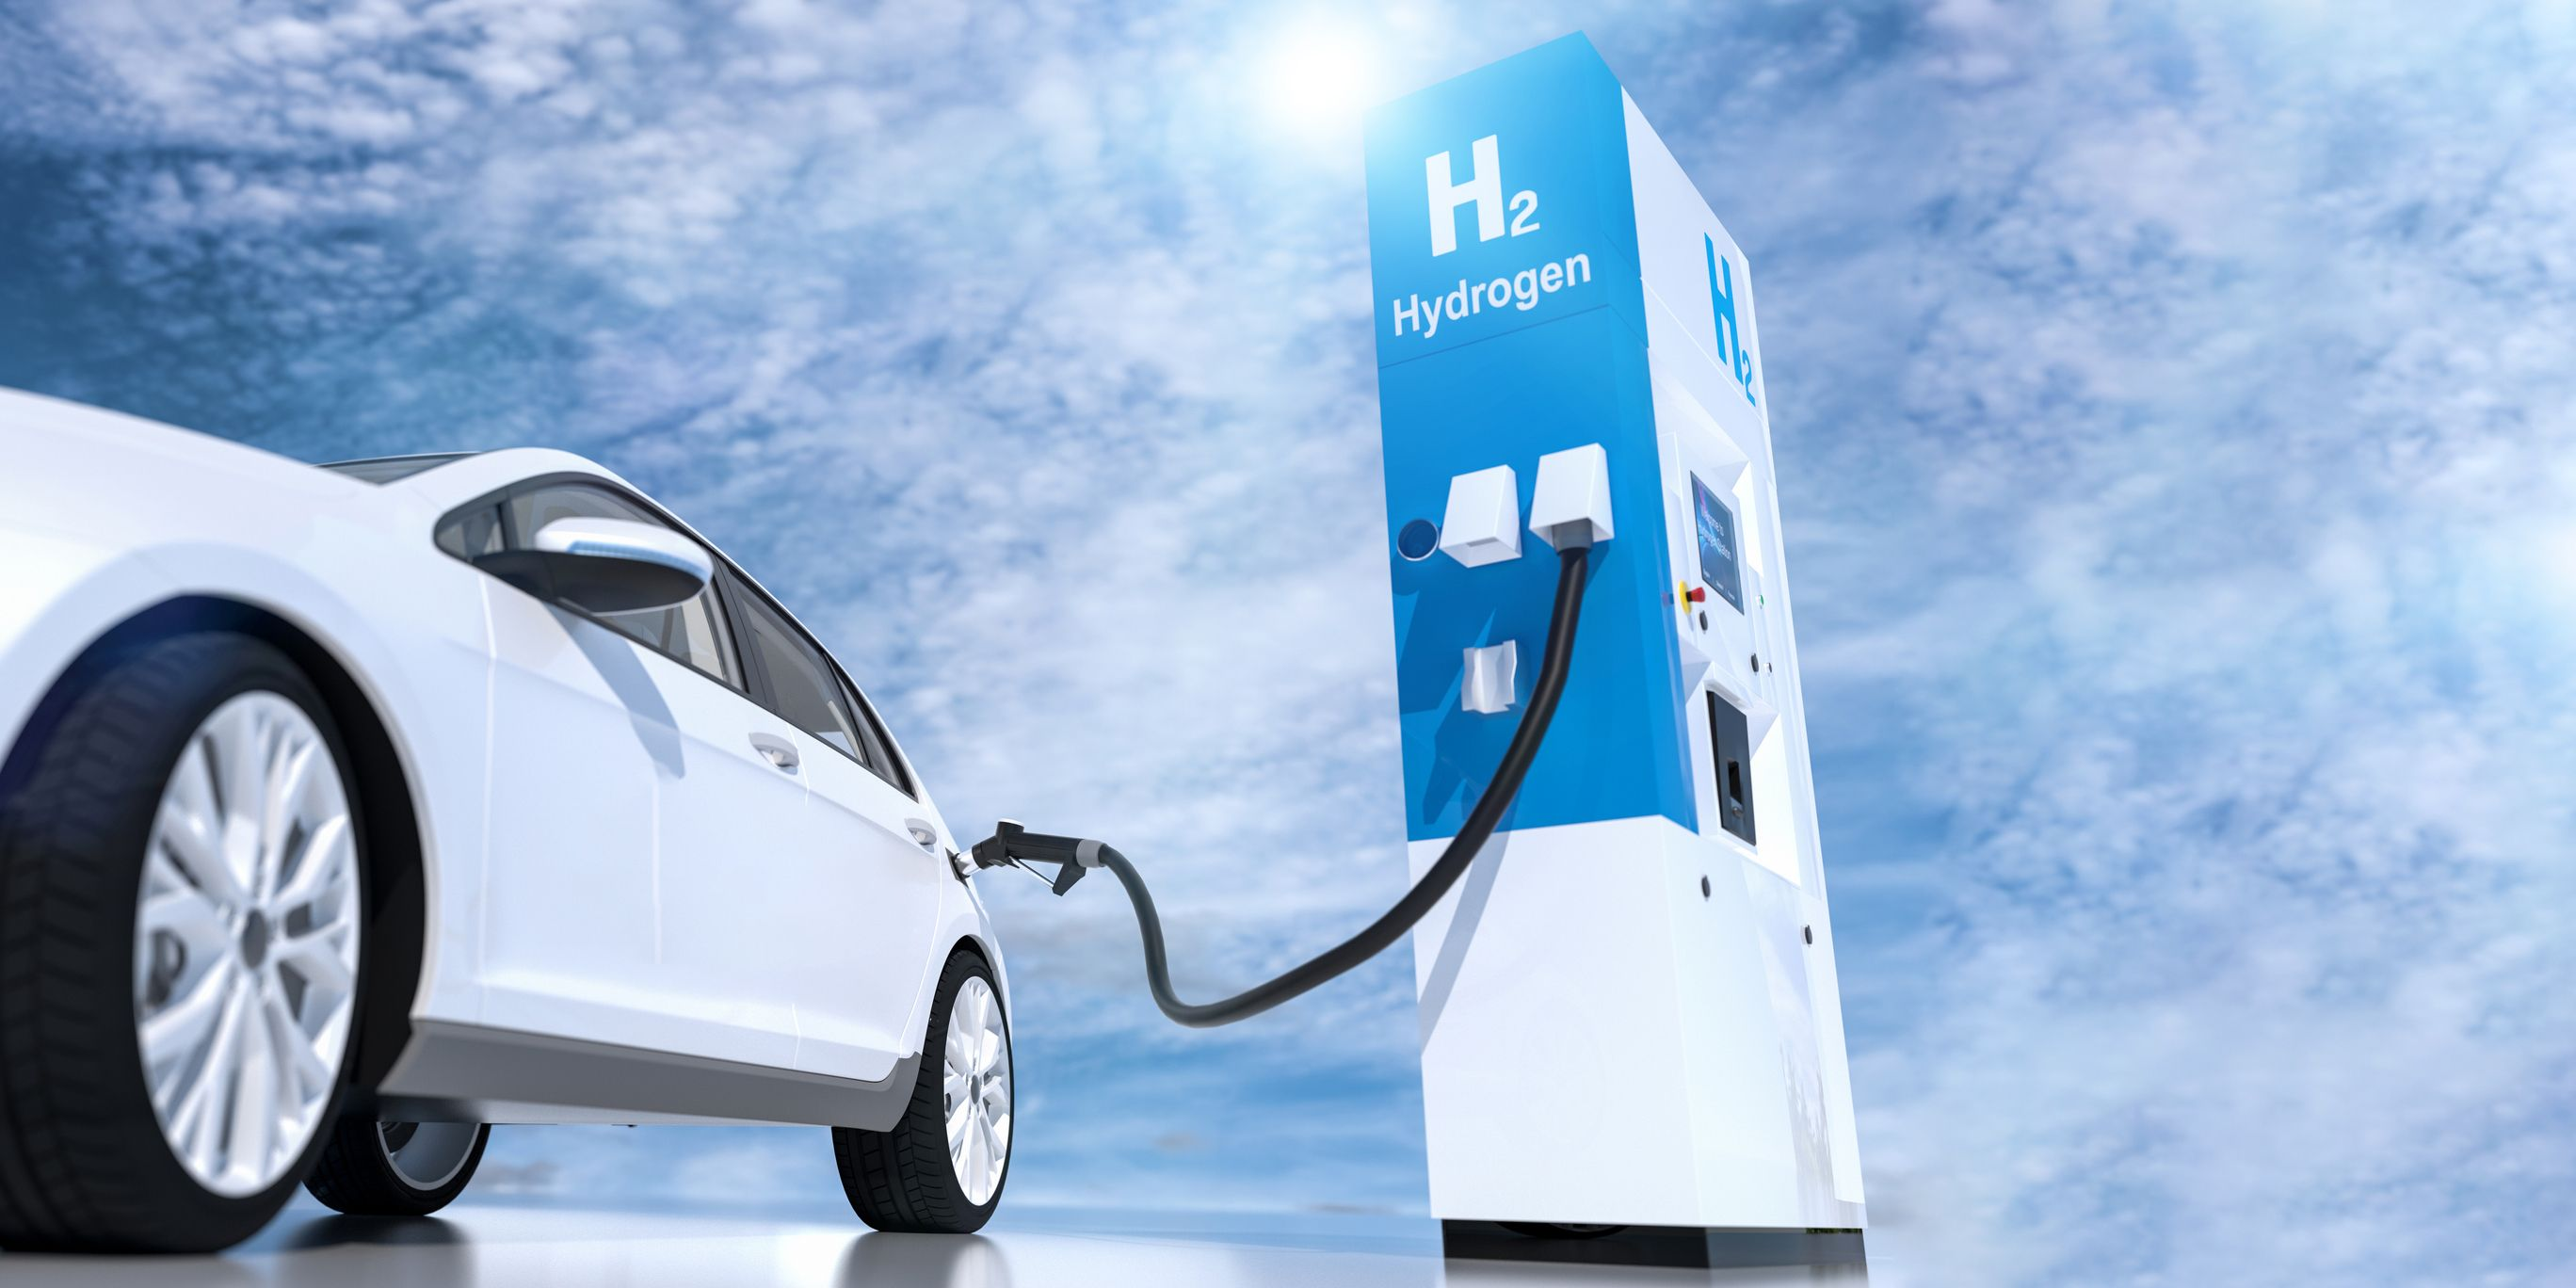 H₂
Hydrogen
H₂